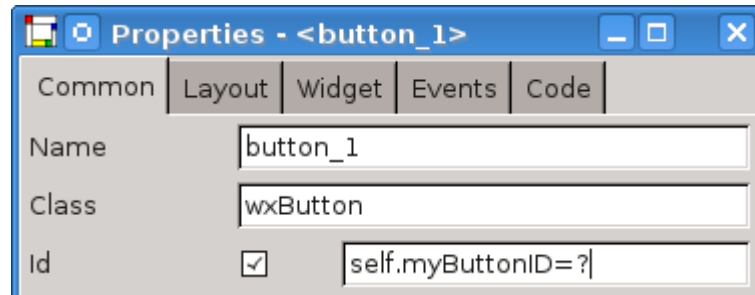 Properties - <button_1>
Common Layout Widget Events Code
Name button_1
Class wxButton
Id self.myButtonID=?